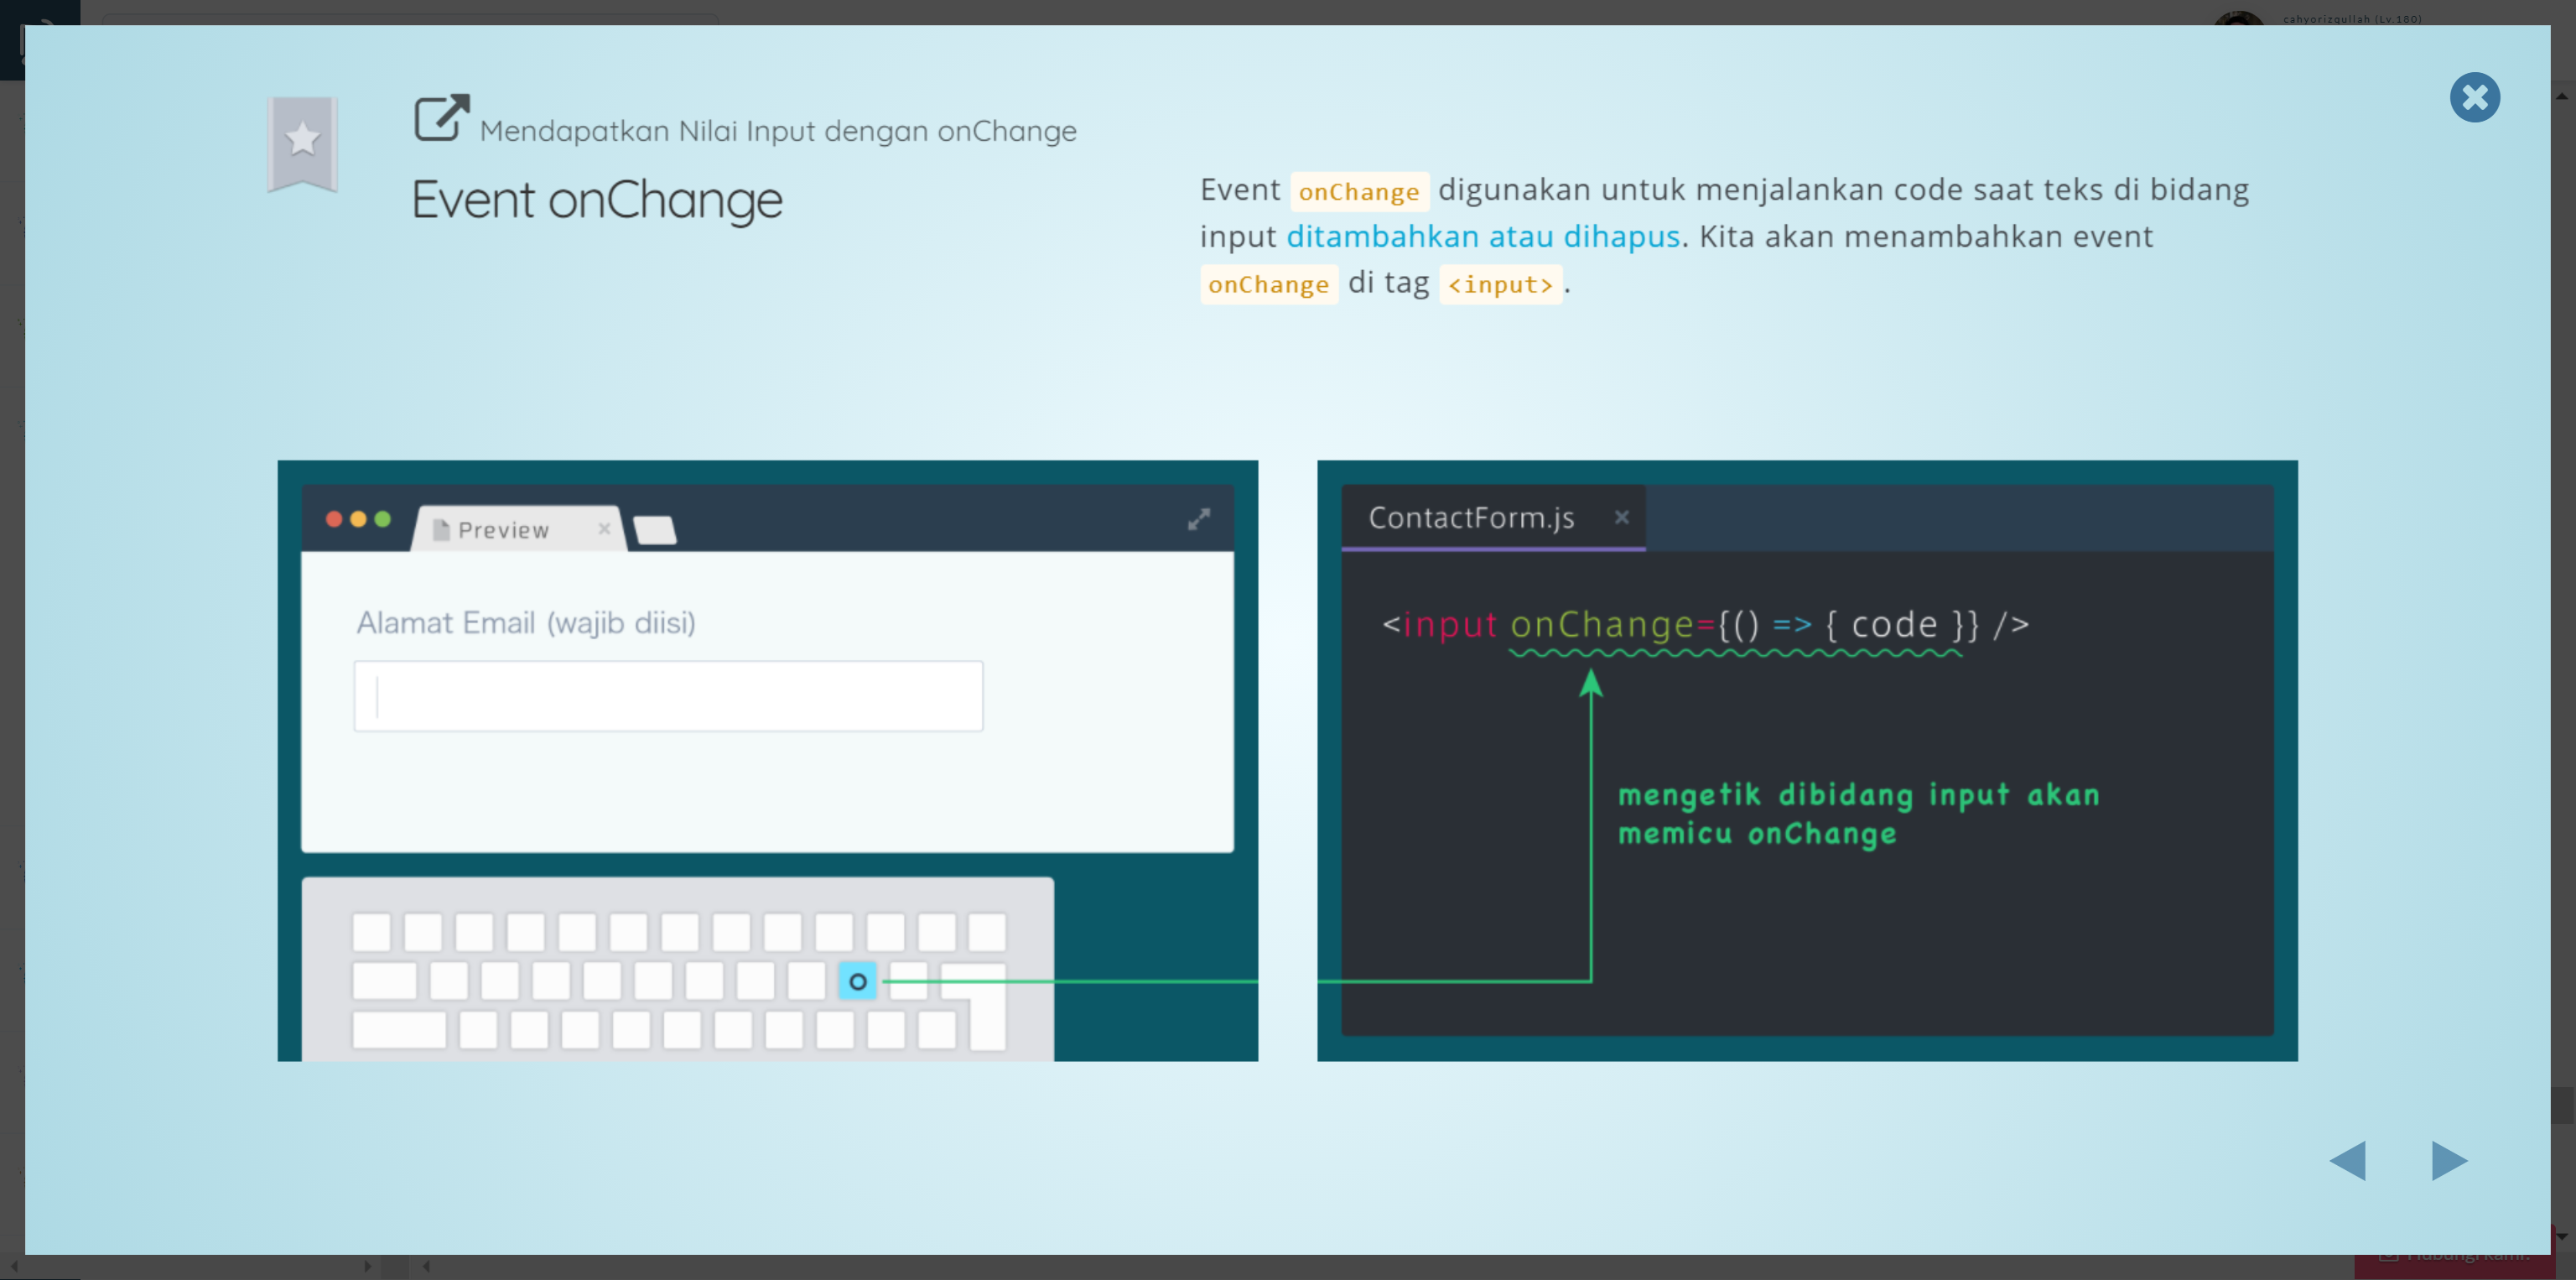 cahyorizqullah (Lv.180)
Mendapatkan Nilai Input dengan onChange
Event onChange
Event onChange digunakan untuk menjalankan code saat teks di bidang
input ditambahkan atau dihapus. Kita akan menambahkan event
onChange di tag <input>.
Preview
Alamat Email (wajib diisi)
o
ContactForm.js
<input onChange={() => { code }} />
mengetik dibidang input akan
memicu onChange
Hubungi kami!